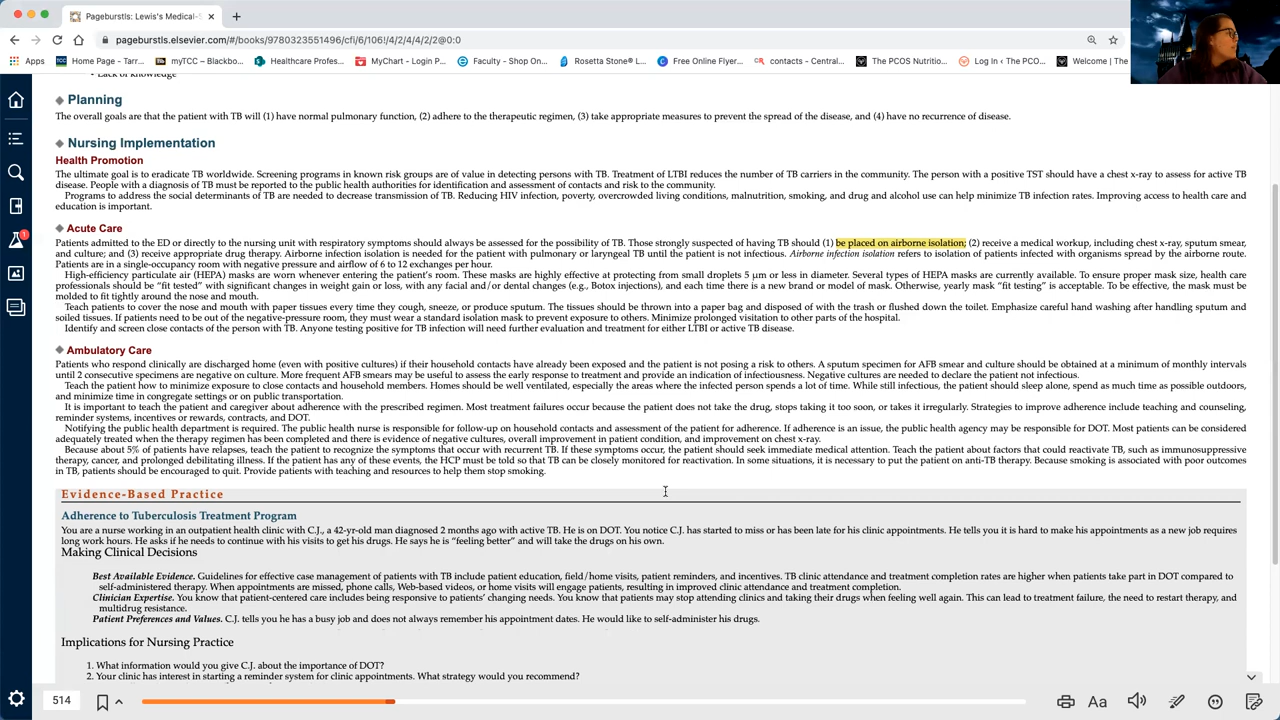 Pageburstls: Lewis's Medical-S
pageburstls.elsevier.com/#/books/9780323551496/cfi/6/106!/4/2/4/4/2/2@0:0
Apps Home Page - Tarr... myTCC – Blackbo... Healthcare Profes... MyChart - Login P... Faculty - Shop On... Rosetta Stone® L... Free Online Flyer... contacts - Central... The PCOS Nutritio... Log In ‹ The PCO... Welcome | The
• Lack of knowledge
Planning
The overall goals are that the patient with TB will (1) have normal pulmonary function, (2) adhere to the therapeutic regimen, (3) take appropriate measures to prevent the spread of the disease, and (4) have no recurrence of disease.
Nursing Implementation
Health Promotion
The ultimate goal is to eradicate TB worldwide. Screening programs in known risk groups are of value in detecting persons with TB. Treatment of LTBI reduces the number of TB carriers in the community. The person with a positive TST should have a chest x-ray to assess for active TB
disease. People with a diagnosis of TB must be reported to the public health authorities for identification and assessment of contacts and risk to the community.
Programs to address the social determinants of TB are needed to decrease transmission of TB. Reducing HIV infection, poverty, overcrowded living conditions, malnutrition, smoking, and drug and alcohol use can help minimize TB infection rates. Improving access to health care and
education is important.
Acute Care
Patients admitted to the ED or directly to the nursing unit with respiratory symptoms should always be assessed for the possibility of TB. Those strongly suspected of having TB should (1) be placed on airborne isolation; (2) receive a medical workup, including chest x-ray, sputum smear,
and culture; and (3) receive appropriate drug therapy. Airborne isolation is needed for the patient with pulmonary or laryngeal TB until the patient is not infectious. Airborne infection isolation refers to isolation of patients infected with organisms spread by the airborne route.
Patients are in a single-occupancy room with negative pressure and airflow of 6 to 12 exchanges per hour.
High-efficiency particulate air (HEPA) masks are worn whenever entering the patient's room. These masks are highly effective at protecting from small droplets 5 µm or less in diameter. Several types of HEPA masks are currently available. To ensure proper mask size, health care
professionals should be "fit tested" with significant changes in weight gain or loss, with any facial and/or dental changes (e.g., Botox injections), and each time there is a new brand or model of mask. Otherwise, yearly mask "fit testing" is acceptable. To be effective, the mask must be
molded to fit tightly around the nose and mouth.
Teach patients to cover the nose and mouth with paper tissues every time they cough, sneeze, or produce sputum. The tissues should be thrown into a paper bag and disposed of with the trash or flushed down the toilet. Emphasize careful hand washing after handling sputum and
soiled tissues. If patients need to be out of the negative-pressure room, they must wear a standard isolation mask to prevent exposure to others. Minimize prolonged visitation to other parts of the hospital.
Identify and screen close contacts of the person with TB. Anyone testing positive for TB infection will need further evaluation and treatment for either LTBI or active TB disease.
Ambulatory Care
Patients who respond clinically are discharged home (even with positive cultures) if their household contacts have already been exposed and the patient is not posing a risk to others. A sputum specimen for AFB smear and culture should be obtained at a minimum of monthly intervals
until 2 consecutive specimens are negative on culture. More frequent AFB smears may be useful to assess the early response to treatment and provide an indication of infectiousness. Negative cultures are needed to declare the patient not infectious.
Teach the patient how to minimize exposure to close contacts and household members. Homes should be well ventilated, especially the areas where the infected person spends a lot of time. While still infectious, the patient should sleep alone, spend as much time as possible outdoors,
and minimize time in congregate settings or on public transportation.
It is important to teach the patient and caregiver about adherence with the prescribed regimen. Most treatment failures occur because the patient does not take the drug, stops taking it too soon, or takes it irregularly. Strategies to improve adherence include teaching and counseling,
reminder systems, incentives or rewards, contracts, and DOT.
Notifying the public health department is required. The public health nurse is responsible for follow-up on household contacts and assessment of the patient for adherence. If adherence is an issue, the public health agency may be responsible for DOT. Most patients can be considered
adequately treated when the therapy regimen has been completed and there is evidence of negative cultures, overall improvement in patient condition, and improvement on chest x-ray.
Because about 5% of patients have relapses, teach the patient to recognize the symptoms that occur with recurrent TB. If these symptoms occur, the patient should seek immediate medical attention. Teach the patient about factors that could reactivate TB, such as immunosuppressive
therapy, cancer, and prolonged debilitating illness. If the patient has any of these events, the HCP must be told so that TB can be closely monitored for reactivation. In some situations, it is necessary to put the patient on anti-TB therapy. Because smoking is associated with poor outcomes
in TB, patients should be encouraged to quit. Provide patients with teaching and resources to help them stop smoking.
Evidence-Based Practice
Adherence to Tuberculosis Treatment Program
You are a nurse working in an outpatient health clinic with C.J., a 42-yr-old man diagnosed 2 months ago with active TB. He is on DOT. You notice C.J. has started to miss or has been late for his clinic appointments. He tells you it is hard to make his appointments as a new job requires
long work hours. He asks if he needs to continue with his visits to get his drugs. He says he is "feeling better" and will take the drugs on his own.
Making Clinical Decisions
Best Available Evidence. Guidelines for effective case management of patients with TB include patient education, field/home visits, patient reminders, and incentives. TB clinic attendance and treatment completion rates are higher when patients take part in DOT compared to
self-administered therapy. When appointments are missed, phone calls, Web-based videos, or home visits will engage patients, resulting in improved clinic attendance and treatment completion.
Clinician Expertise. You know that patient-centered care includes being responsive to patients' changing needs. You know that patients may stop attending clinics and taking their drugs when feeling well again. This can lead to treatment failure, the need to restart therapy, and
multidrug resistance.
Patient Preferences and Values. C.J. tells you he has a busy job and does not always remember his appointment dates. He would like to self-administer his drugs.
Implications for Nursing Practice
1. What information would you give C.J. about the importance of DOT?
2. Your clinic has interest in starting a reminder system for clinic appointments. What strategy would you recommend?
514
Aa
1